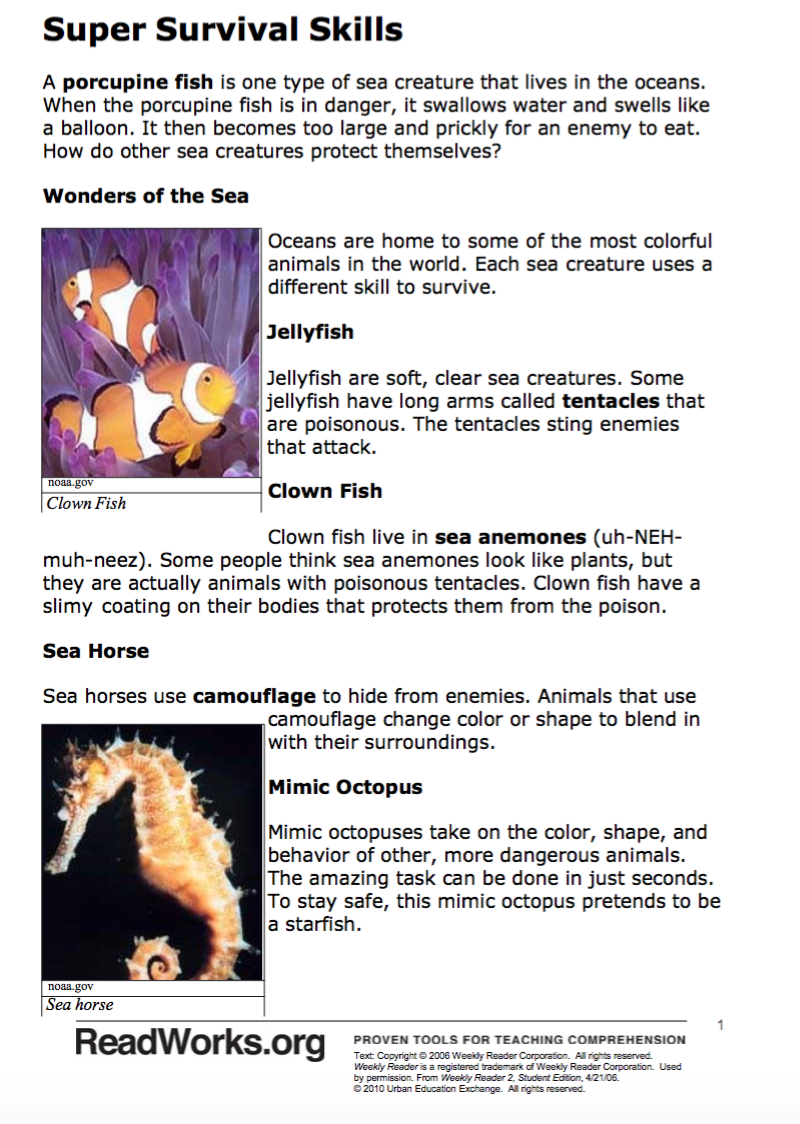 Super Survival Skills
A porcupine fish is one type of sea creature that lives in the oceans.
When the porcupine fish is in danger, it swallows water and swells like
a balloon. It then becomes too large and prickly for an enemy to eat.
How do other sea creatures protect themselves?
Wonders of the Sea
Oceans are home to some of the most colorful
animals in the world. Each sea creature uses a
different skill to survive.
Jellyfish
Jellyfish are soft, clear sea creatures. Some
jellyfish have long arms called tentacles that
are poisonous. The tentacles sting enemies
that attack.
noaa.gov
Clown Fish
Clown Fish
Clown fish live in sea anemones (uh-NEH-
muh-neez). Some people think sea anemones look like plants, but
they are actually animals with poisonous tentacles. Clown fish have a
slimy coating on their bodies that protects them from the poison.
Sea Horse
Sea horses use camouflage to hide from enemies. Animals that use
camouflage change color or shape to blend in
with their surroundings.
Mimic Octopus
Mimic octopuses take on the color, shape, and
behavior of other, more dangerous animals.
The amazing task can be done in just seconds.
To stay safe, this mimic octopus pretends to be
a starfish.
noaa.gov
Sea horse
1
ReadWorks.org
PROVEN TOOLS FOR TEACHING COMPREHENSION
Text: Copyright © 2006 Weekly Reader Corporation. All rights reserved.
Weekly Reader is a registered trademark of Weekly Reader Corporation. Used
by permission. From Weekly Reader 2, Student Edition, 4/21/06.
© 2010 Urban Education Exchange. All rights reserved.